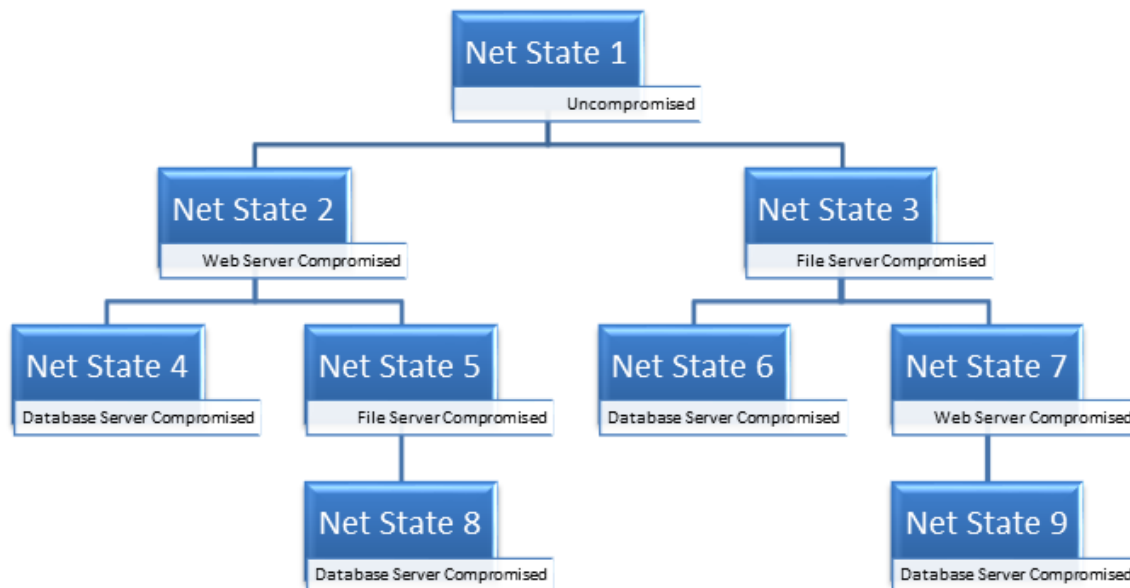 Net State 1
Uncompromised
Net State 2
Web Server Compromised
Net State 3
File Server Compromised
Net State 4
Database Server Compromised
Net State 5
File Server Compromised
Net State 6
Database Server Compromised
Net State 7
Web Server Compromised
Net State 8
Database Server Compromised
Net State 9
Database Server Compromised